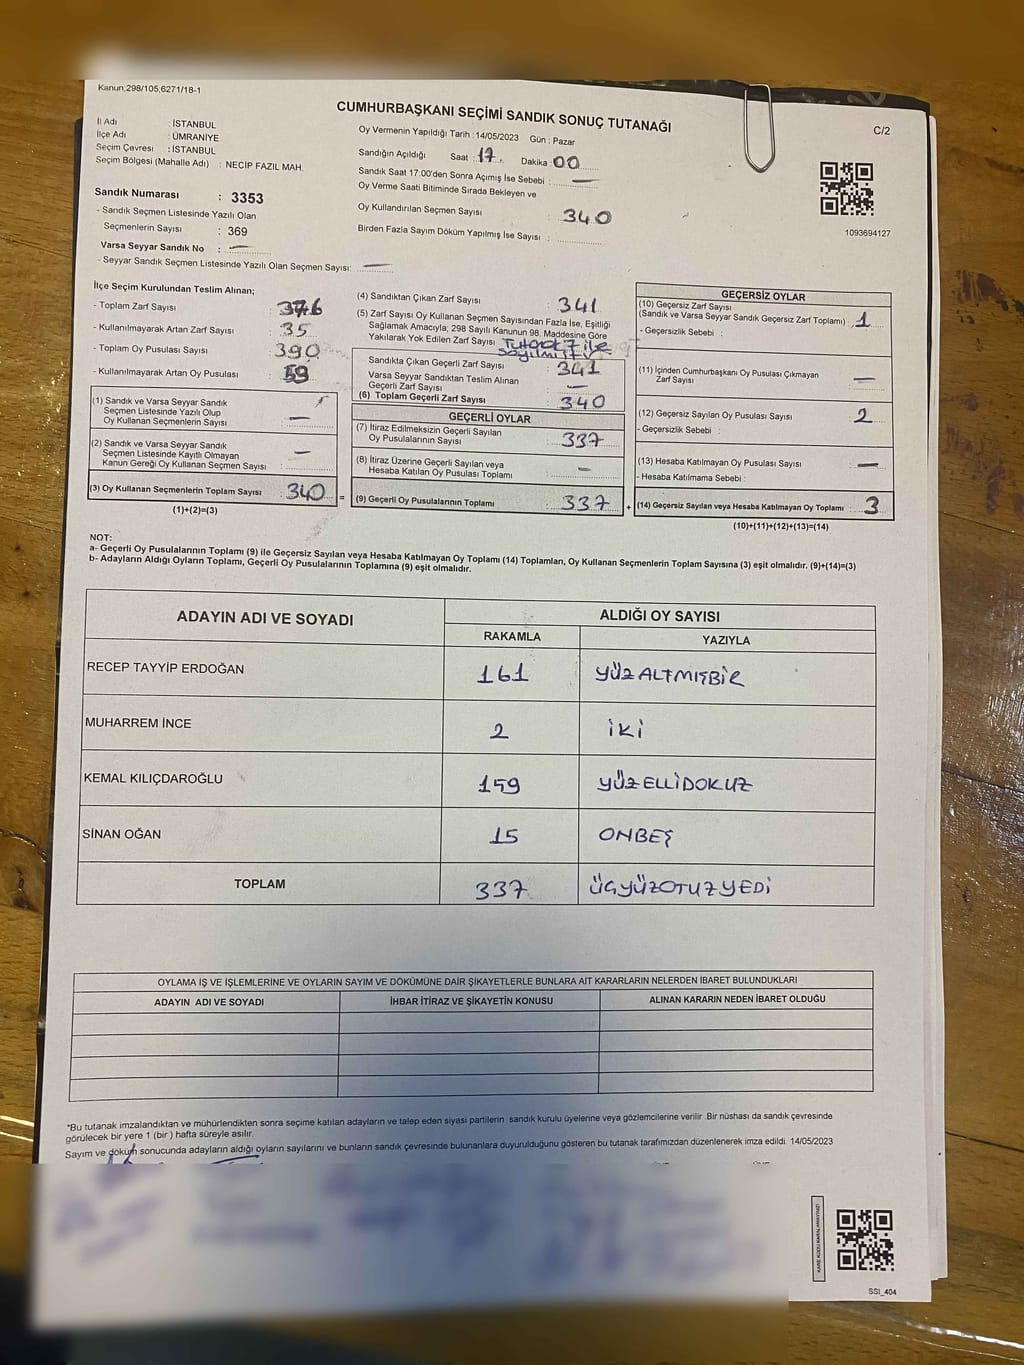 Kanun;298/105;6271/18-1
CUMHURBAŞKANI SEÇİMİ SANDIK SONUÇ TUTANAĞI
C/2
İl Adı : İSTANBUL
İlçe Adı : ÜMRANİYE
Seçim Çevresi : İSTANBUL
Seçim Bölgesi (Mahalle Adı) : NECİP FAZIL MAH.
Sandık Numarası : 3353
- Sandık Seçmen Listesinde Yazılı Olan
Seçmenlerin Sayısı : 369
Varsa Seyyar Sandık No : —
- Seyyar Sandık Seçmen Listesinde Yazılı Olan Seçmen Sayısı: —
Oy Vermenin Yapıldığı Tarih : 14/05/2023 Gün : Pazar
Sandığın Açıldığı Saat : 17. Dakika : 00
Sandık Saat 17:00'den Sonra Açımış İse Sebebi : —
Oy Verme Saati Bitiminde Sırada Bekleyen ve
Oy Kullandırılan Seçmen Sayısı : 340
Birden Fazla Sayım Döküm Yapılmış İse Sayısı :
1093694127
İlçe Seçim Kurulundan Teslim Alınan;
- Toplam Zarf Sayısı : 376
- Kullanılmayarak Artan Zarf Sayısı : 35
- Toplam Oy Pusulası Sayısı : 390
- Kullanılmayarak Artan Oy Pusulası : 59
(1) Sandık ve Varsa Seyyar Sandık
Seçmen Listesinde Yazılı Olup
Oy Kullanan Seçmenlerin Sayısı : —
(2) Sandık ve Varsa Seyyar Sandık
Seçmen Listesinde Kayıtlı Olmayan
Kanun Gereği Oy Kullanan Seçmen Sayısı : —
(3) Oy Kullanan Seçmenlerin Toplam Sayısı : 340
(1)+(2)=(3)
=
(4) Sandıktan Çıkan Zarf Sayısı : 341
(5) Zarf Sayısı Oy Kullanan Seçmen Sayısından Fazla İse, Eşitliği
Sağlamak Amacıyla; 298 Sayılı Kanunun 98. Maddesine Göre
Yakılarak Yok Edilen Zarf Sayısı : Tutanak 7 ile
sayılmıştır
Sandıkta Çıkan Geçerli Zarf Sayısı : 341
Varsa Seyyar Sandıktan Teslim Alınan
Geçerli Zarf Sayısı : —
(6) Toplam Geçerli Zarf Sayısı : 340
GEÇERLİ OYLAR
(7) İtiraz Edilmeksizin Geçerli Sayılan
Oy Pusulalarının Sayısı : 337
(8) İtiraz Üzerine Geçerli Sayılan veya
Hesaba Katılan Oy Pusulası Toplamı : —
(9) Geçerli Oy Pusulalarının Toplamı : 337
+
GEÇERSİZ OYLAR
(10) Geçersiz Zarf Sayısı
(Sandık ve Varsa Seyyar Sandık Geçersiz Zarf Toplamı) : 1
- Geçersizlik Sebebi :
(11) İçinden Cumhurbaşkanı Oy Pusulası Çıkmayan
Zarf Sayısı : —
(12) Geçersiz Sayılan Oy Pusulası Sayısı : 2
- Geçersizlik Sebebi :
(13) Hesaba Katılmayan Oy Pusulası Sayısı : —
- Hesaba Katılmama Sebebi :
(14) Geçersiz Sayılan veya Hesaba Katılmayan Oy Toplamı : 3
(10)+(11)+(12)+(13)=(14)
NOT:
a- Geçerli Oy Pusulalarının Toplamı (9) ile Geçersiz Sayılan veya Hesaba Katılmayan Oy Toplamı (14) Toplamları, Oy Kullanan Seçmenlerin Toplam Sayısına (3) eşit olmalıdır. (9)+(14)=(3)
b- Adayların Aldığı Oyların Toplamı, Geçerli Oy Pusulalarının Toplamına (9) eşit olmalıdır.
ADAYIN ADI VE SOYADI ALDIĞI OY SAYISI
RAKAMLA YAZIYLA
RECEP TAYYİP ERDOĞAN 161 YÜZALTMIŞBİR
MUHARREM İNCE 2 İKİ
KEMAL KILIÇDAROĞLU 159 YÜZELLİDOKUZ
SİNAN OĞAN 15 ONBEŞ
TOPLAM 337 ÜÇYÜZOTUZYEDİ
OYLAMA İŞ VE İŞLEMLERİNE VE OYLARIN SAYIM VE DÖKÜMÜNE DAİR ŞİKAYETLERLE BUNLARA AİT KARARLARIN NELERDEN İBARET BULUNDUKLARI
ADAYIN ADI VE SOYADI İHBAR İTİRAZ VE ŞİKAYETİN KONUSU ALINAN KARARIN NEDEN İBARET OLDUĞU
*Bu tutanak imzalandıktan ve mühürlendikten sonra seçime katılan adayların ve talep eden siyasi partilerin sandık kurulu üyelerine veya gözlemcilerine verilir. Bir nüshası da sandık çevresinde
görülecek bir yere 1 (bir ) hafta süreyle asılır.
Sayım ve döküm sonucunda adayların aldığı oyların sayılarını ve bunların sandık çevresinde bulunanlara duyurulduğunu gösteren bu tutanak tarafımızdan düzenlenerek imza edildi. 14/05/2023
KARE KODU KARALAMAYINIZ!
SSI_404